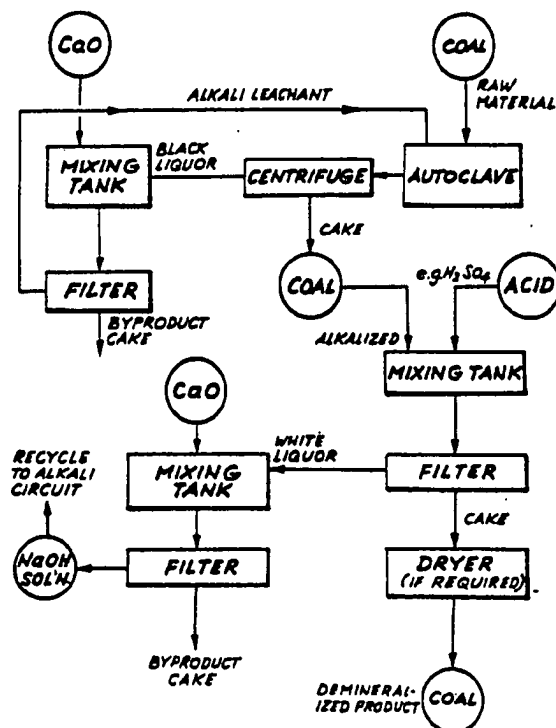 CaO
COAL
ALKALI LEACHANT
RAW
MATERIAL
MIXING
TANK
BLACK
LIQUOR
CENTRIFUGE
AUTOCLAVE
CAKE
FILTER
COAL
e.g H2SO4
ACID
BYPRODUCT
CAKE
ALKALIZED
MIXING TANK
CaO
RECYCLE
TO ALKALI
CIRCUIT
MIXING
TANK
WHITE
LIQUOR
FILTER
CAKE
NaOH
SOL'N.
FILTER
DRYER
(IF REQUIRED)
BYPRODUCT
CAKE
DEMINERAL-
IZED PRODUCT
COAL